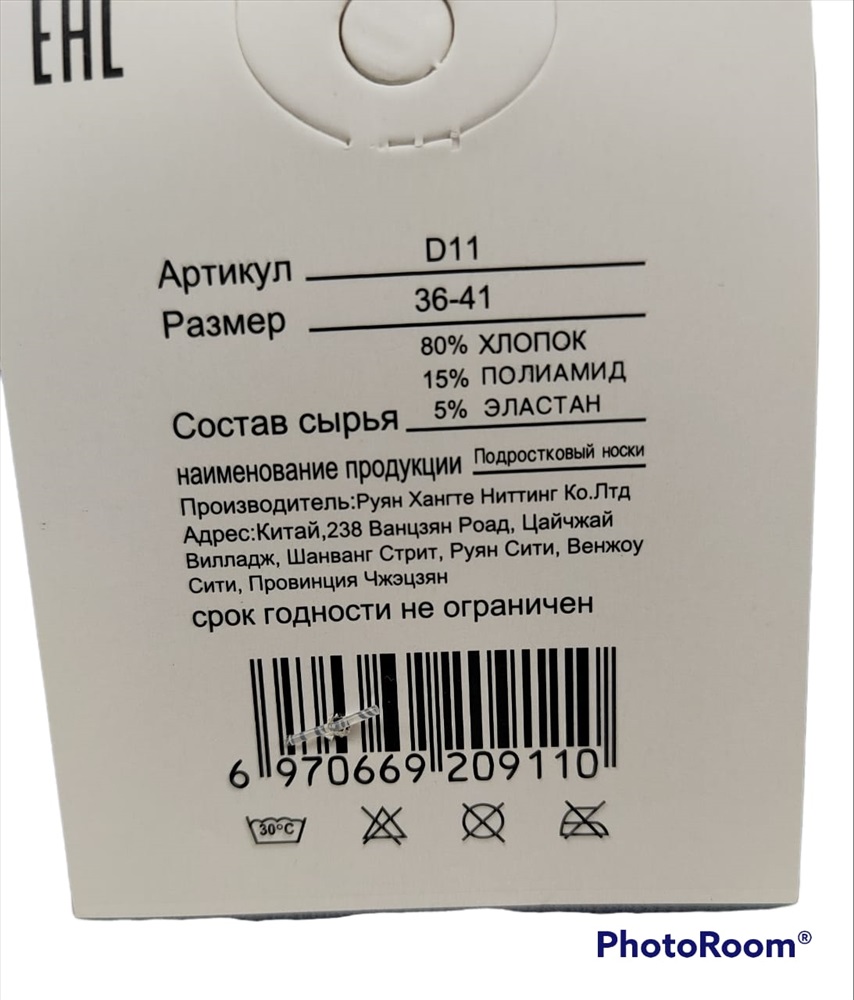 EAC
Артикул D11
Размер 36-41
80% ХЛОПОК
15% ПОЛИАМИД
Состав сырья 5% ЭЛАСТАН
наименование продукции Подростковый носки
Производитель:Руян Хангте Ниттинг Ко.Лтд
Адрес:Китай,238 Ванцзян Роад, Цайчжай
Вилладж, Шанванг Стрит, Руян Сити, Венжоу
Сити, Провинция Чжэцзян
срок годности не ограничен
6 970669 209110
30°C
PhotoRoom®